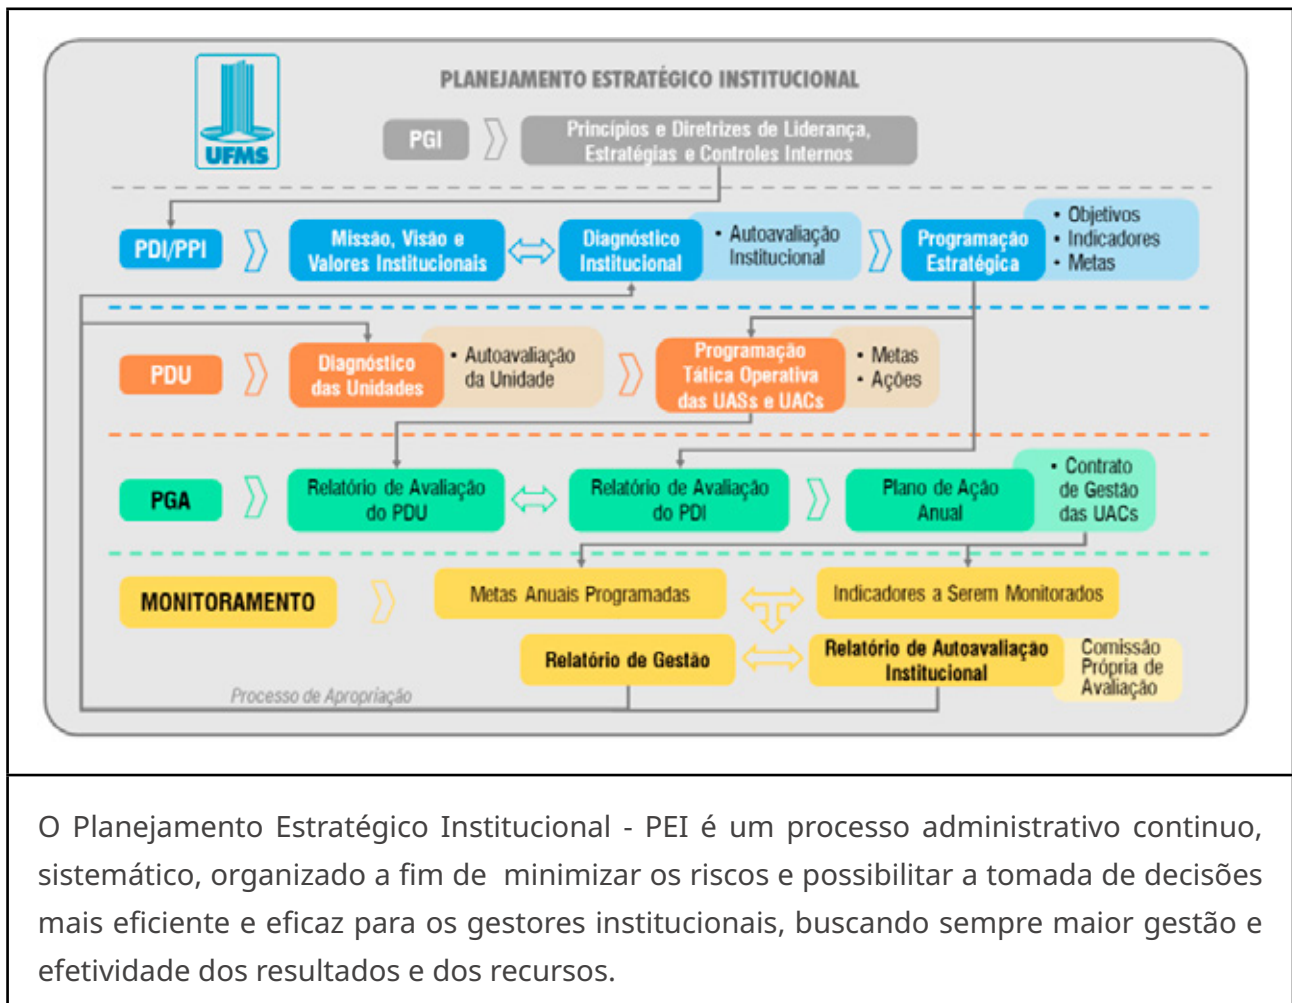 UFMS
PLANEJAMENTO ESTRATÉGICO INSTITUCIONAL
PGI
Princípios e Diretrizes de Liderança,
Estratégias e Controles Internos
PDI/PPI
Missão, Visão e
Valores Institucionais
Diagnóstico
Institucional
• Autoavaliação
Institucional
Programação
Estratégica
• Objetivos
• Indicadores
• Metas
PDU
Diagnóstico
das Unidades
• Autoavaliação
da Unidade
Programação
Tática Operativa
das UASs e UACs
• Metas
• Ações
PGA
Relatório de Avaliação
do PDU
Relatório de Avaliação
do PDI
Plano de Ação
Anual
• Contrato
de Gestão
das UACs
MONITORAMENTO
Metas Anuais Programadas
Indicadores a Serem Monitorados
Relatório de Gestão
Relatório de Autoavaliação
Institucional
Comissão
Própria de
Avaliação
Processo de Apropriação
O Planejamento Estratégico Institucional - PEI é um processo administrativo continuo,
sistemático, organizado a fim de minimizar os riscos e possibilitar a tomada de decisões
mais eficiente e eficaz para os gestores institucionais, buscando sempre maior gestão e
efetividade dos resultados e dos recursos.